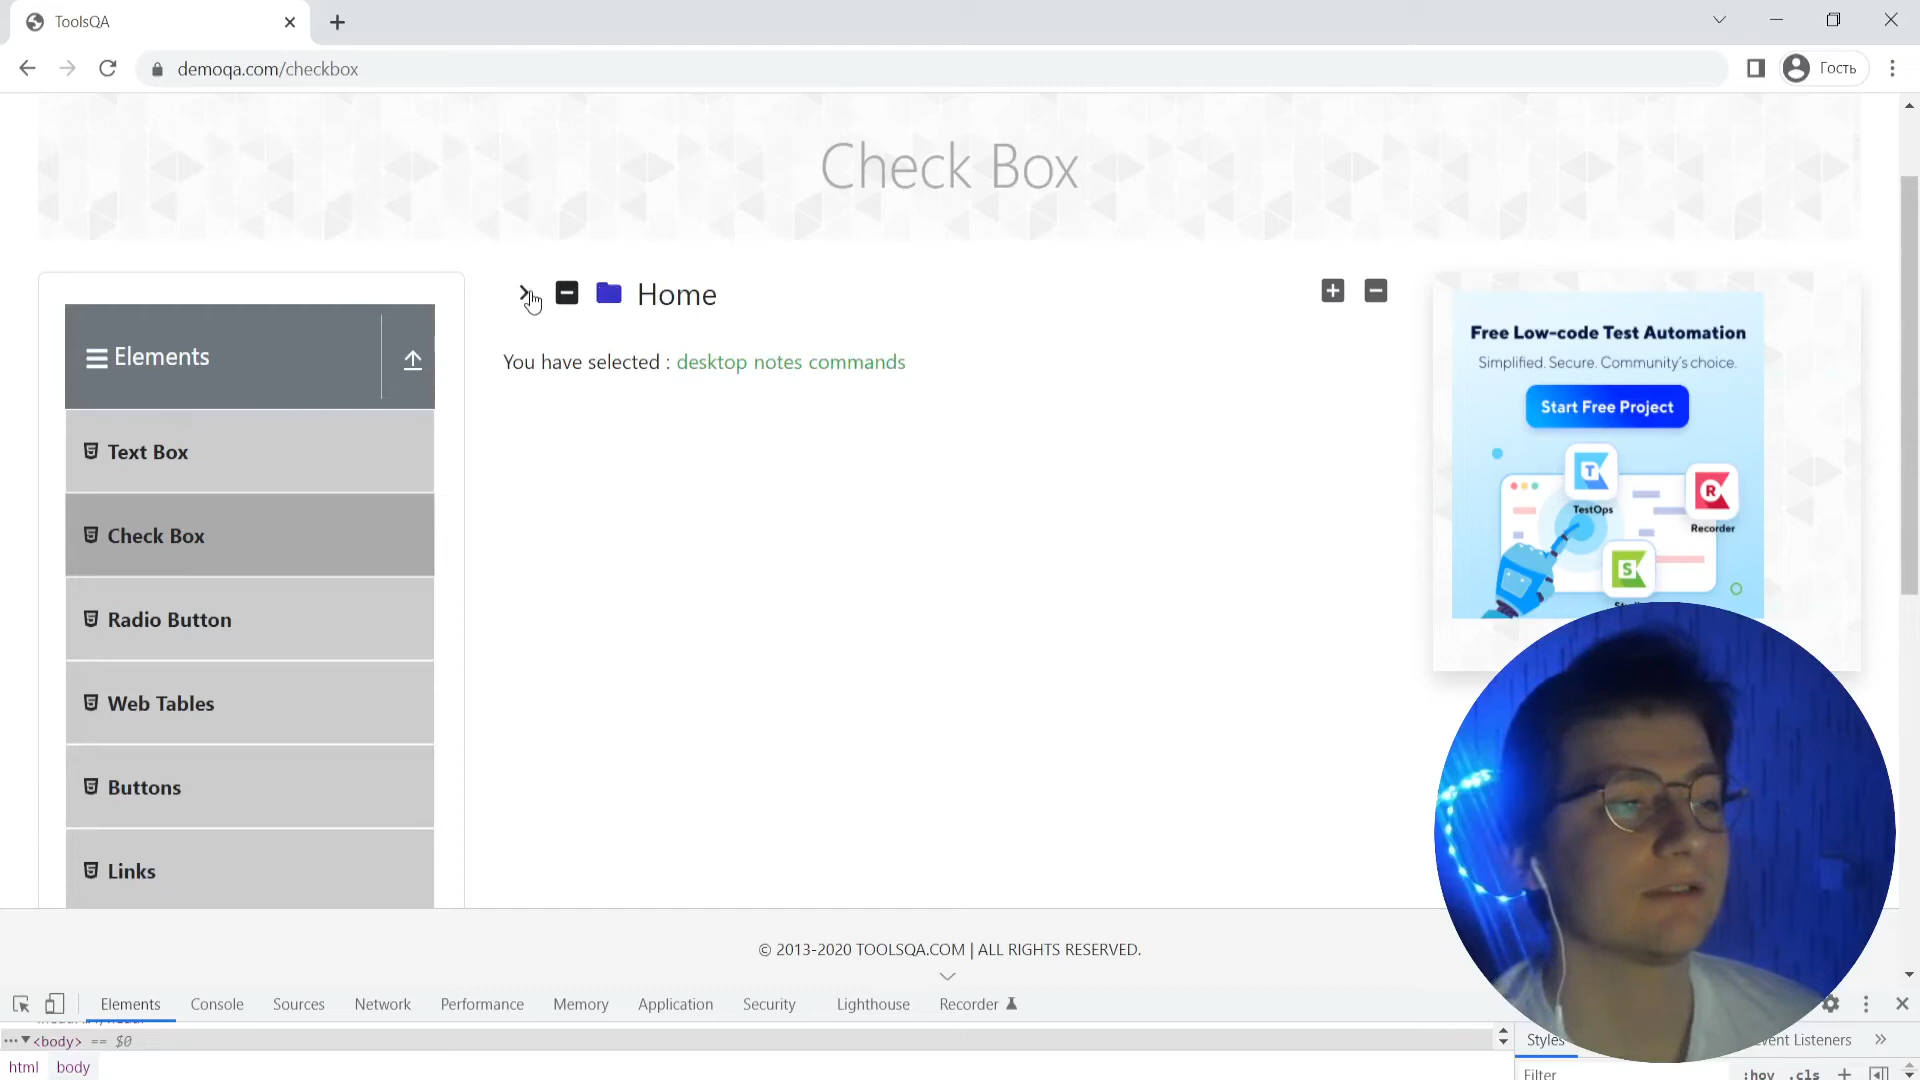 ToolsQA
demoqa.com/checkbox
Гость
Check Box
Elements
Text Box
Check Box
Radio Button
Web Tables
Buttons
Links
Home
You have selected : desktop notes commands
Free Low-code Test Automation
Simplified. Secure. Community's choice.
Start Free Project
T
TestOps
R
Recorder
S
© 2013-2020 TOOLSQA.COM | ALL RIGHTS RESERVED.
Elements Console Sources Network Performance Memory Application Security Lighthouse Recorder
<body> == $0
html body
Styles Event Listeners
Filter :hov .cls